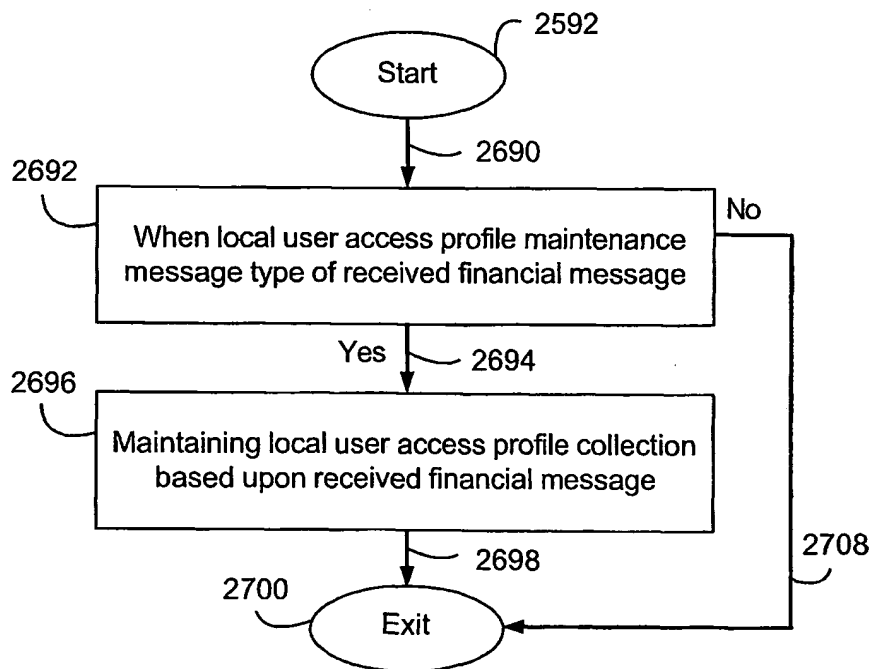 2592
Start
2690
2692
No
When local user access profile maintenance
message type of received financial message
Yes
2694
2696
Maintaining local user access profile collection
based upon received financial message
2698
2708
2700
Exit